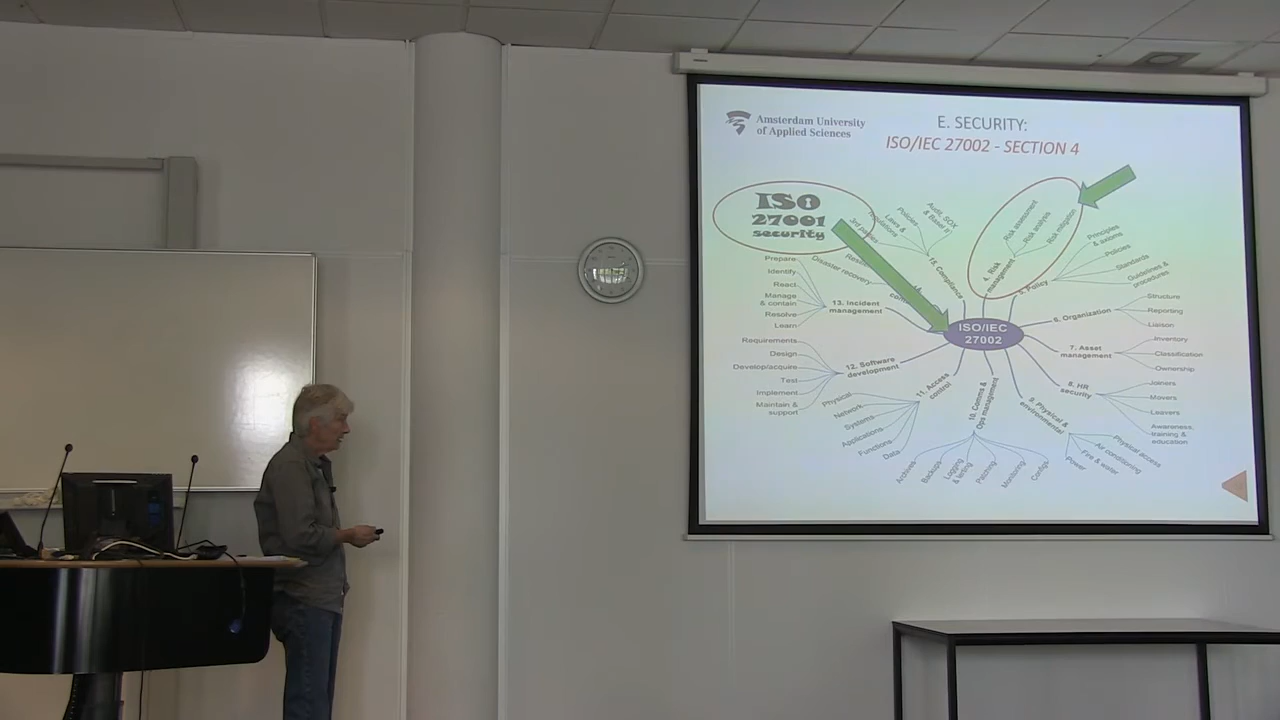 Amsterdam University
of Applied Sciences
E. SECURITY:
ISO/IEC 27002 - SECTION 4
ISO
27001
security
3rd parties
Laws &
Policies
Audit, SOX
Disaster recovery
15. Compliance
Risk assessment
Risk analysis
Risk mitigation
4. Risk
management
Principles
& axioms
Policies
Standards
Guidelines &
procedures
Policy
Prepare
Identify
React
Manage
& contain
Resolve
Learn
13. Incident
management
ISO/IEC
27002
6. Organization
Structure
Reporting
Liaison
7. Asset
management
Inventory
Classification
Ownership
8. HR
security
Joiners
Movers
Leavers
Awareness,
training &
education
Requirements
Design
Develop/acquire
Test
Implement
Maintain &
support
12. Software
development
11. Access
control
Physical
Network
Systems
Applications
Functions
Data
10. Comms &
Ops management
Archives
Backups
Logging
Patching
Monitoring
Configs
9. Physical &
environmental
Physical access
Air conditioning
Fire & water
Power